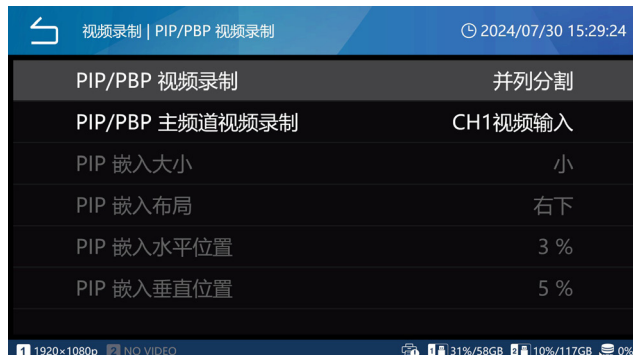 视频录制 | PIP/PBP 视频录制 2024/07/30 15:29:24
PIP/PBP 视频录制 并列分割
PIP/PBP 主频道视频录制 CH1视频输入
PIP 嵌入大小 小
PIP 嵌入布局 右下
PIP 嵌入水平位置 3 %
PIP 嵌入垂直位置 5 %
1 1920×1080p 2 NO VIDEO 1 31%/58GB 2 10%/117GB 0%